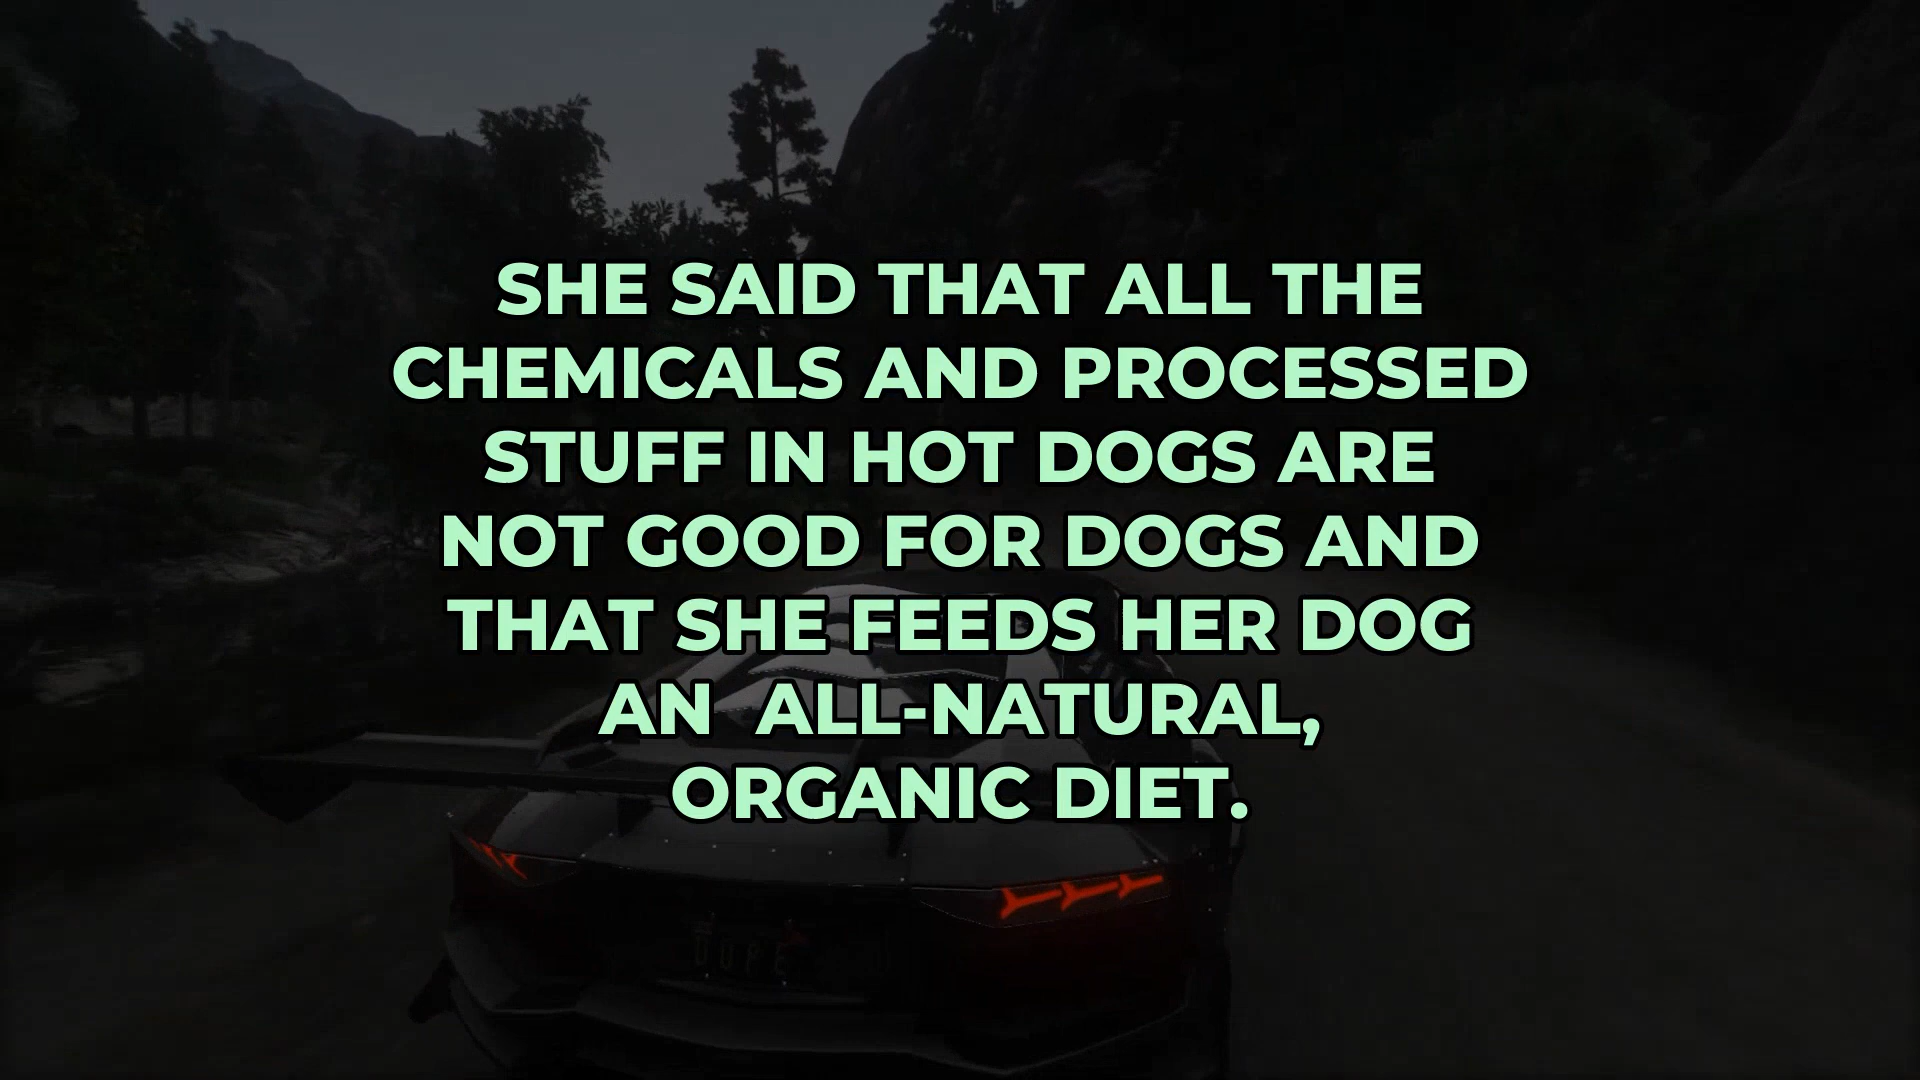 SHE SAID THAT ALL THE
CHEMICALS AND PROCESSED
STUFF IN HOT DOGS ARE
NOT GOOD FOR DOGS AND
THAT SHE FEEDS HER DOG
AN  ALL-NATURAL,
ORGANIC DIET.